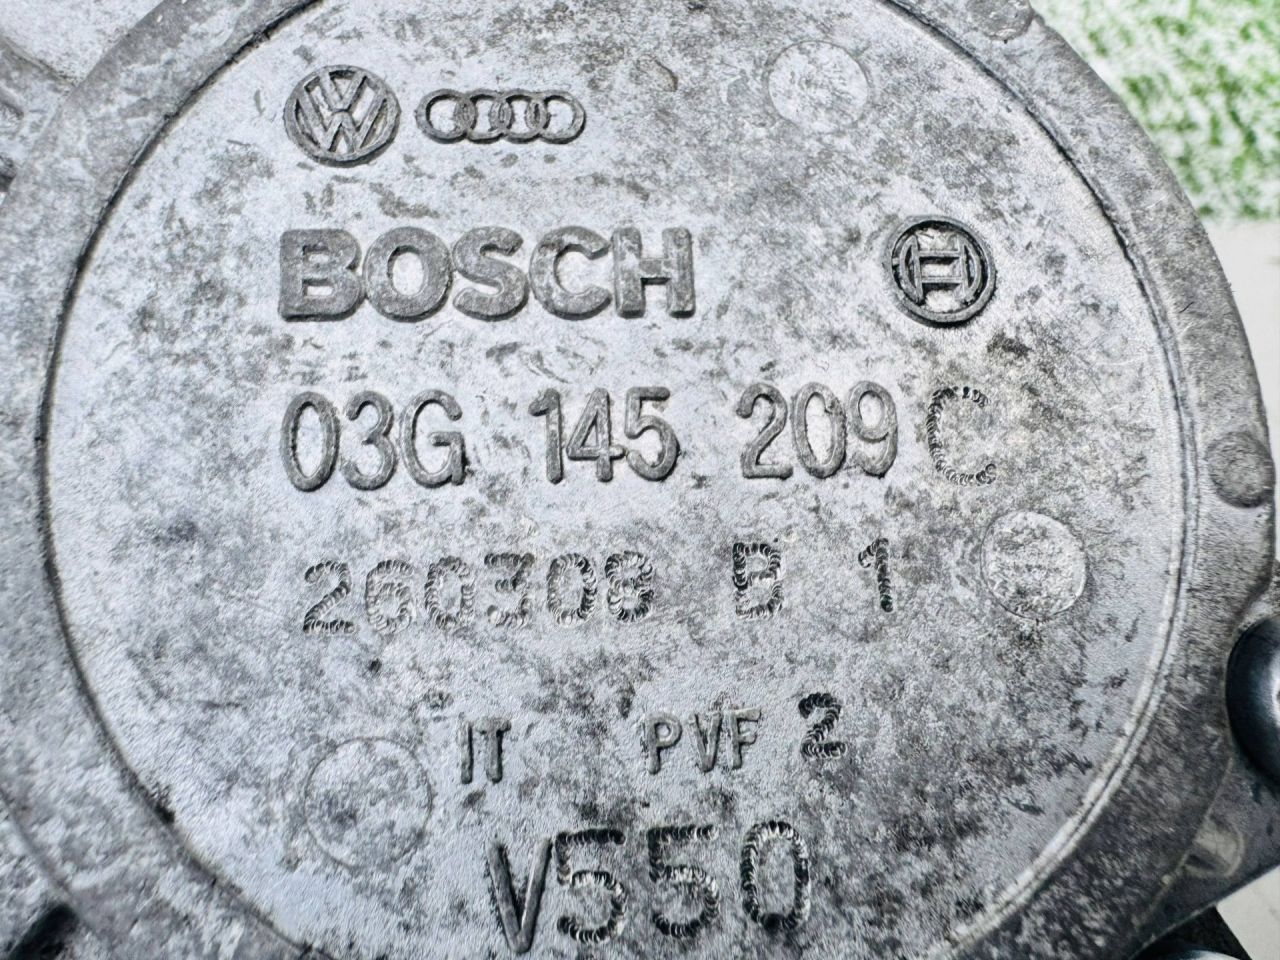 BOSCH
03G 145 209 C
260308 B 1
IT PVF 2
V550